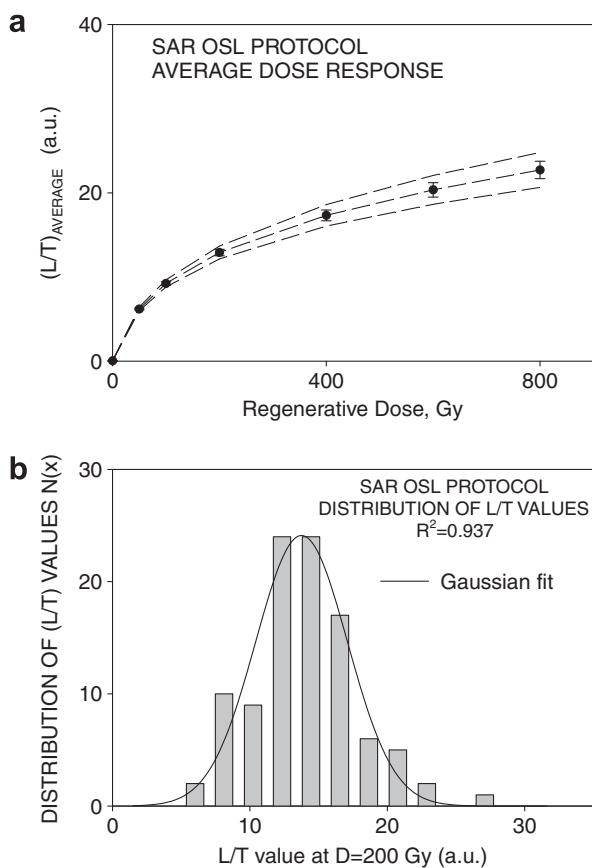 a
SAR OSL PROTOCOL
AVERAGE DOSE RESPONSE
(L/T)AVERAGE (a.u.)
40
20
0
0 400 800
Regenerative Dose, Gy
b
SAR OSL PROTOCOL
DISTRIBUTION OF L/T VALUES
R²=0.937
Gaussian fit
DISTRIBUTION OF (L/T) VALUES N(x)
30
20
10
0
0 10 20 30
L/T value at D=200 Gy (a.u.)